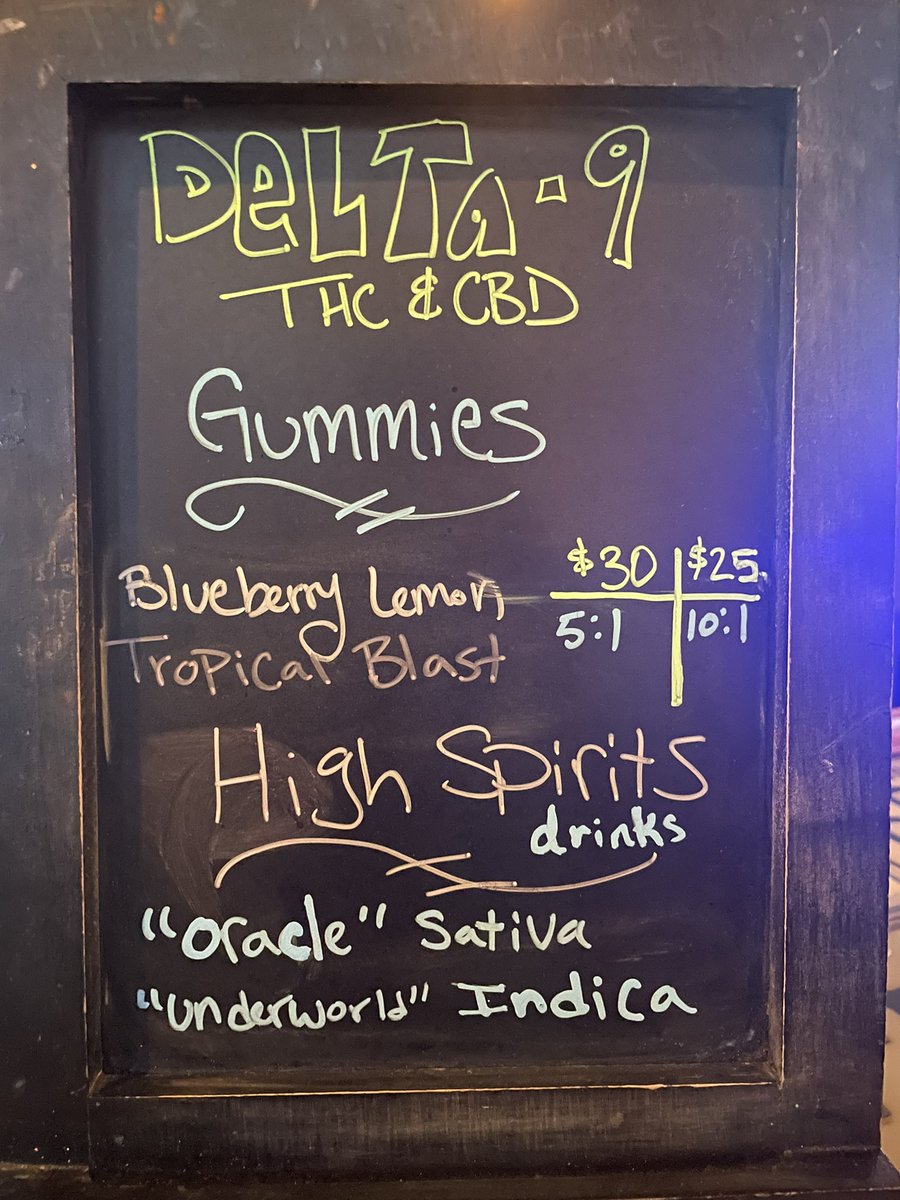 DeLTa-9
THC & CBD
Gummies
Blueberry Lemon, $30 $25.
Tropical Blast 5:1 10:1
High Spirits
drinks
"oracle" Sativa
"underworld" Indica